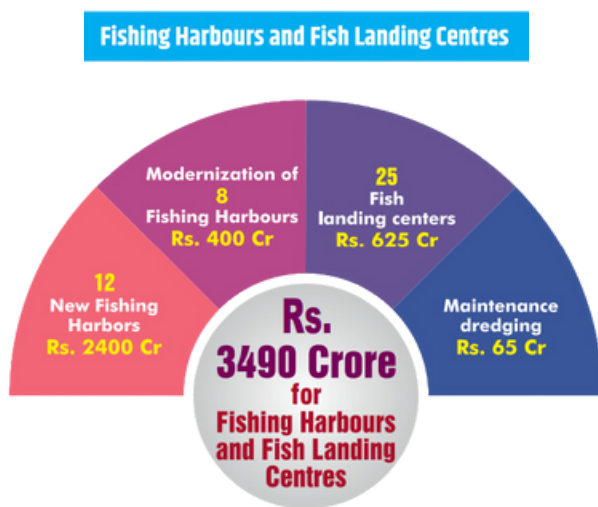 Fishing Harbours and Fish Landing Centres
12
New Fishing
Harbors
Rs. 2400 Cr
Modernization of
8
Fishing Harbours
Rs. 400 Cr
25
Fish
landing centers
Rs. 625 Cr
Maintenance
dredging
Rs. 65 Cr
Rs.
3490 Crore
for
Fishing Harbours
and Fish Landing
Centres